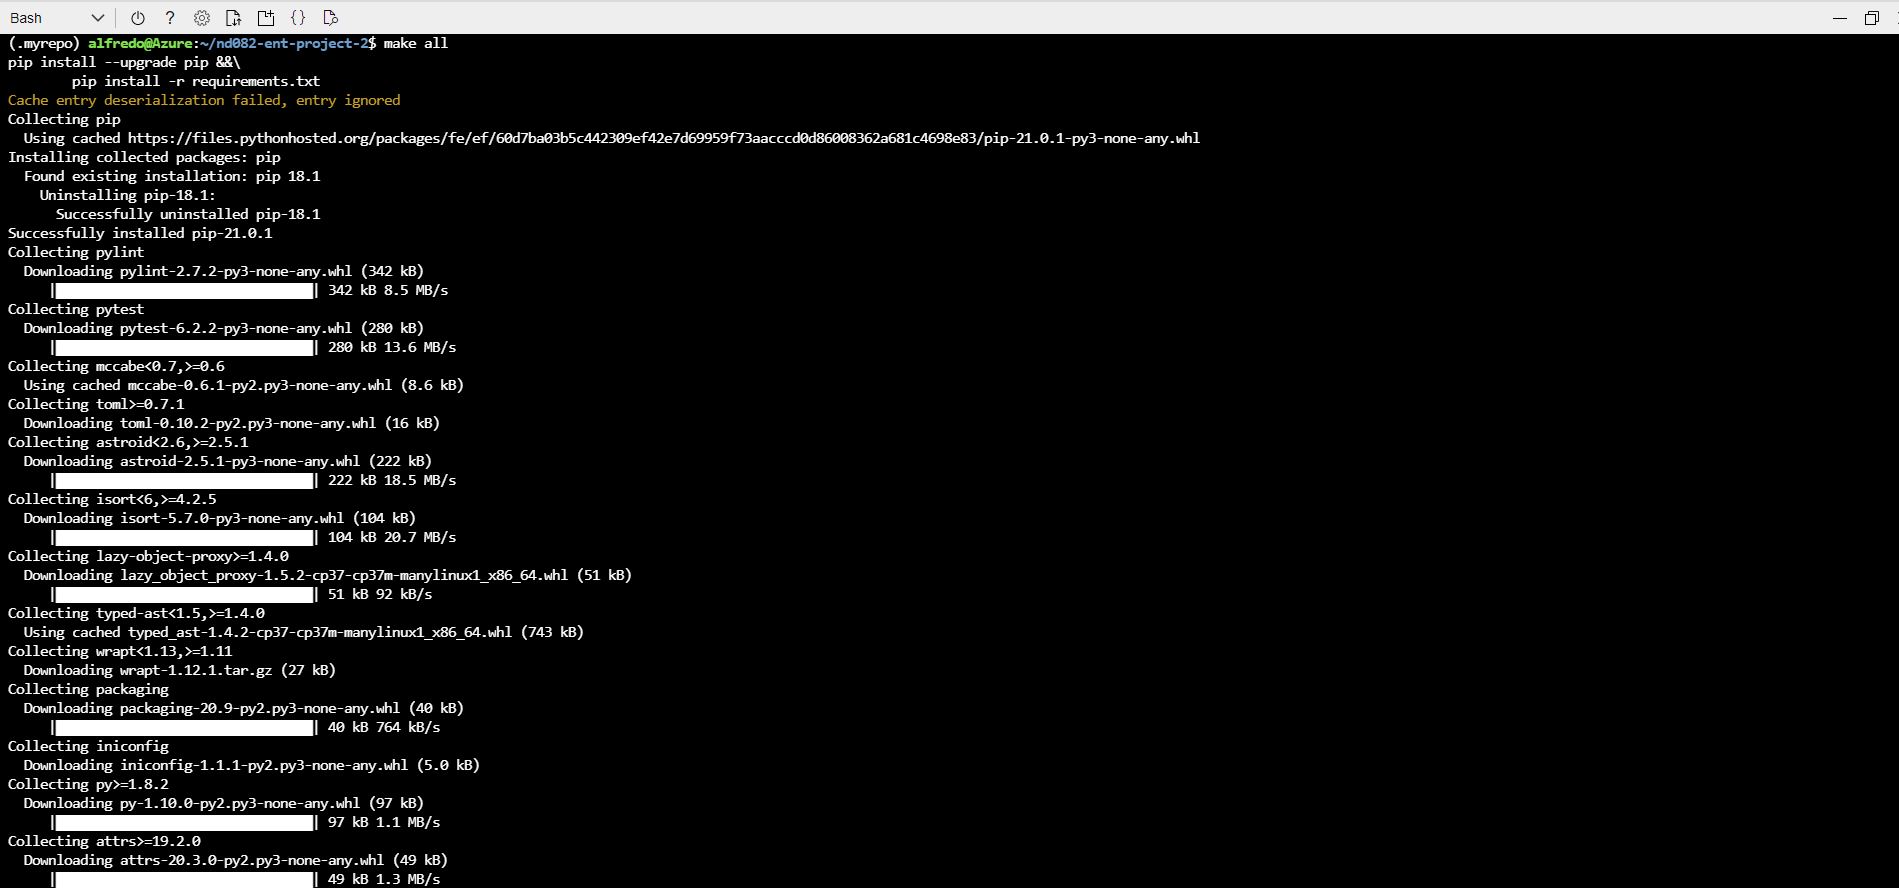 Bash
(.myrepo) alfredo@Azure:~/nd082-ent-project-2$ make all
pip install --upgrade pip &&\
        pip install -r requirements.txt
Cache entry deserialization failed, entry ignored
Collecting pip
  Using cached https://files.pythonhosted.org/packages/fe/ef/60d7ba03b5c442309ef42e7d69959f73aacccd0d86008362a681c4698e83/pip-21.0.1-py3-none-any.whl
Installing collected packages: pip
  Found existing installation: pip 18.1
    Uninstalling pip-18.1:
      Successfully uninstalled pip-18.1
Successfully installed pip-21.0.1
Collecting pylint
  Downloading pylint-2.7.2-py3-none-any.whl (342 kB)
     |████████████████████████████████| 342 kB 8.5 MB/s
Collecting pytest
  Downloading pytest-6.2.2-py3-none-any.whl (280 kB)
     |████████████████████████████████| 280 kB 13.6 MB/s
Collecting mccabe<0.7,>=0.6
  Using cached mccabe-0.6.1-py2.py3-none-any.whl (8.6 kB)
Collecting toml>=0.7.1
  Downloading toml-0.10.2-py2.py3-none-any.whl (16 kB)
Collecting astroid<2.6,>=2.5.1
  Downloading astroid-2.5.1-py3-none-any.whl (222 kB)
     |████████████████████████████████| 222 kB 18.5 MB/s
Collecting isort<6,>=4.2.5
  Downloading isort-5.7.0-py3-none-any.whl (104 kB)
     |████████████████████████████████| 104 kB 20.7 MB/s
Collecting lazy-object-proxy>=1.4.0
  Downloading lazy_object_proxy-1.5.2-cp37-cp37m-manylinux1_x86_64.whl (51 kB)
     |████████████████████████████████| 51 kB 92 kB/s
Collecting typed-ast<1.5,>=1.4.0
  Using cached typed_ast-1.4.2-cp37-cp37m-manylinux1_x86_64.whl (743 kB)
Collecting wrapt<1.13,>=1.11
  Downloading wrapt-1.12.1.tar.gz (27 kB)
Collecting packaging
  Downloading packaging-20.9-py2.py3-none-any.whl (40 kB)
     |████████████████████████████████| 40 kB 764 kB/s
Collecting iniconfig
  Downloading iniconfig-1.1.1-py2.py3-none-any.whl (5.0 kB)
Collecting py>=1.8.2
  Downloading py-1.10.0-py2.py3-none-any.whl (97 kB)
     |████████████████████████████████| 97 kB 1.1 MB/s
Collecting attrs>=19.2.0
  Downloading attrs-20.3.0-py2.py3-none-any.whl (49 kB)
     |████████████████████████████████| 49 kB 1.3 MB/s